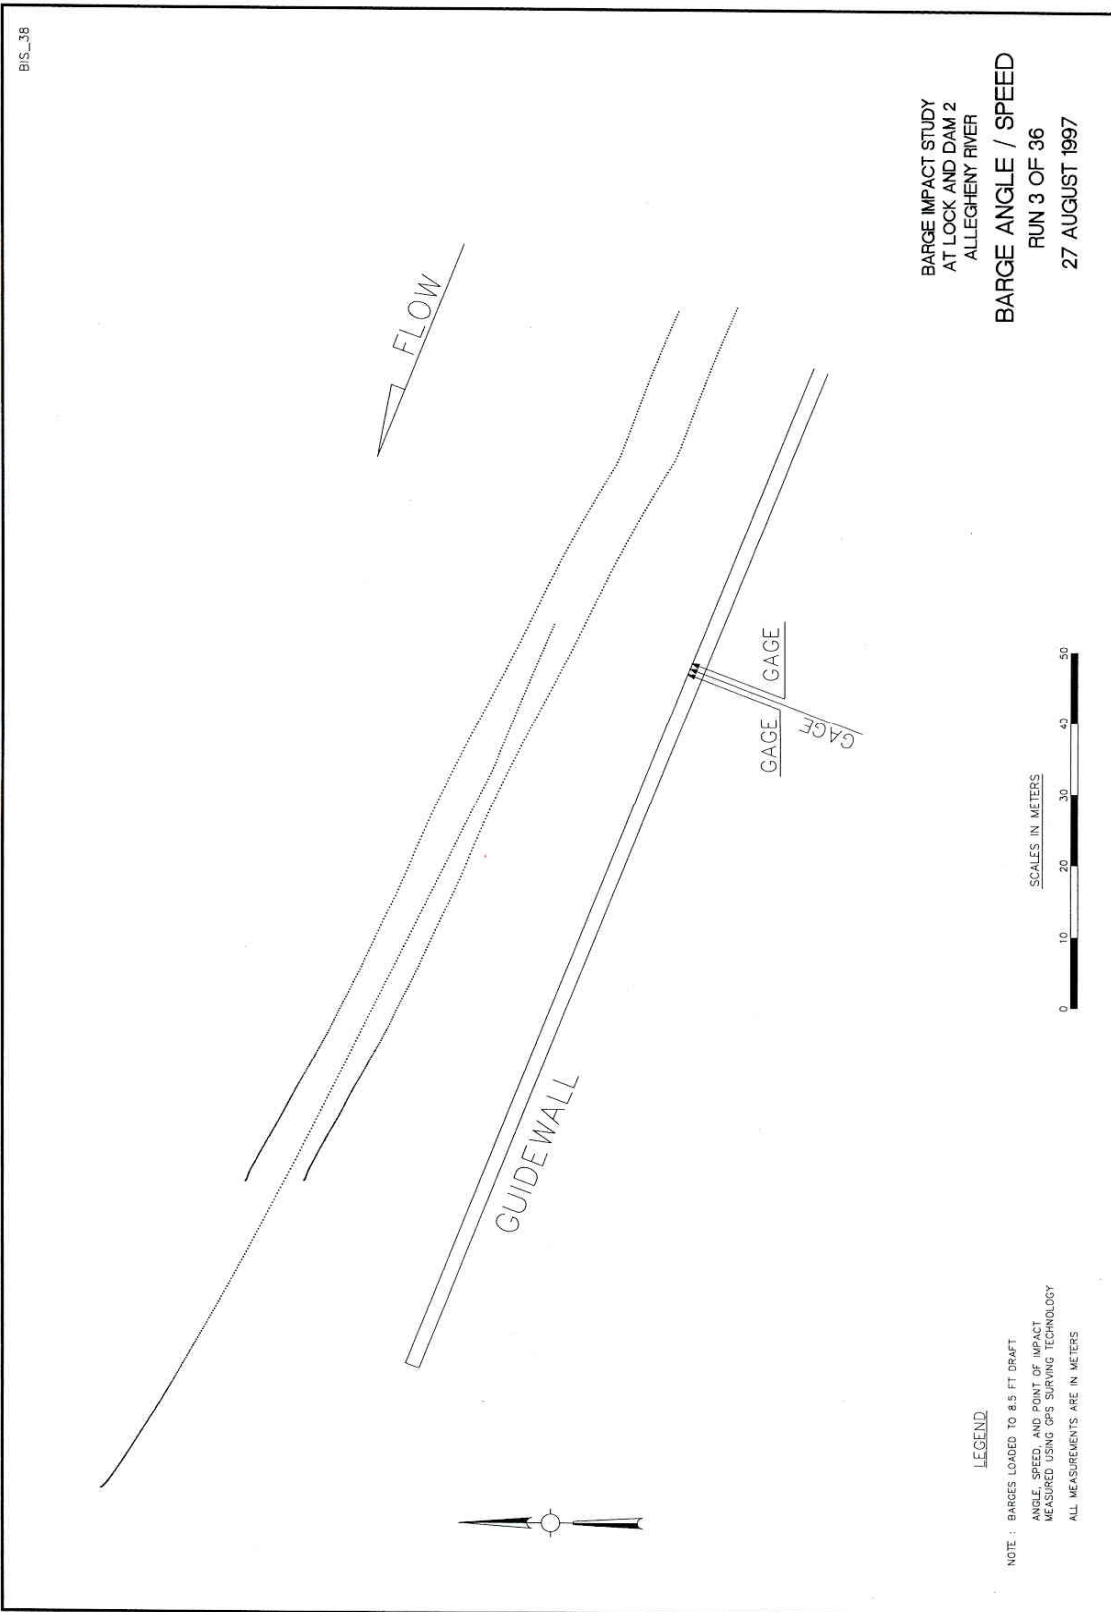 BIS_38
FLOW
GUIDEWALL
GAGE
GAGE
GAGE
BARGE IMPACT STUDY
AT LOCK AND DAM 2
ALLEGHENY RIVER
BARGE ANGLE / SPEED
RUN 3 OF 36
27 AUGUST 1997
SCALES IN METERS
0 10 20 30 40 50
LEGEND
NOTE : BARGES LOADED TO 8.5 FT DRAFT
ANGLE, SPEED, AND POINT OF IMPACT
MEASURED USING GPS SURVING TECHNOLOGY
ALL MEASUREMENTS ARE IN METERS